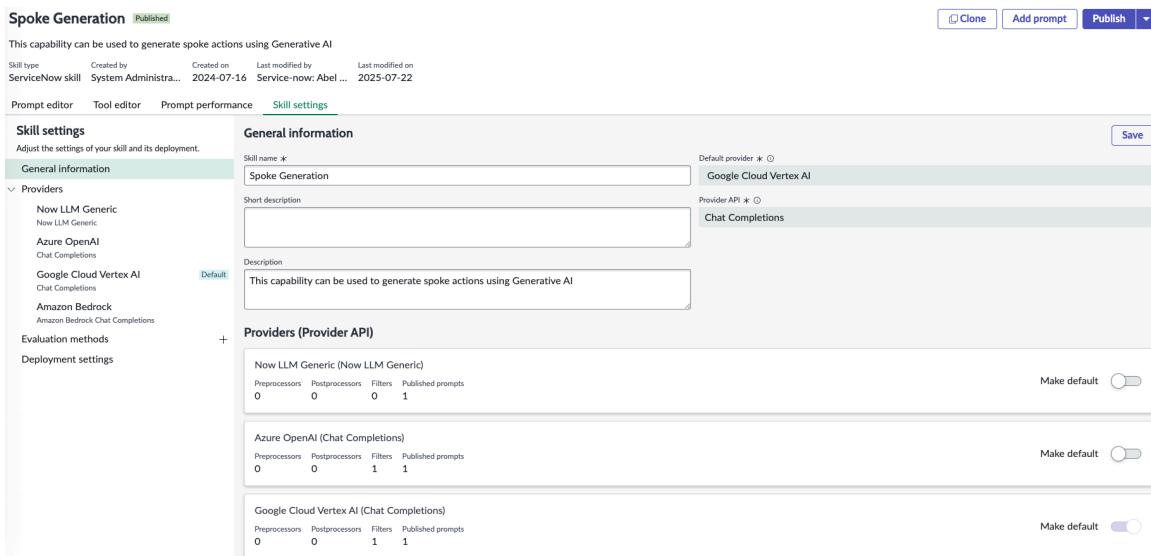 Spoke Generation Published
Clone Add prompt Publish
This capability can be used to generate spoke actions using Generative AI
Skill type Created by Created on Last modified by Last modified on
ServiceNow skill System Administra... 2024-07-16 Service-now: Abel ... 2025-07-22
Prompt editor Tool editor Prompt performance Skill settings
Skill settings
Adjust the settings of your skill and its deployment.
General information
Providers
Now LLM Generic
Now LLM Generic
Azure OpenAI
Chat Completions
Google Cloud Vertex AI Default
Chat Completions
Amazon Bedrock
Amazon Bedrock Chat Completions
Evaluation methods +
Deployment settings
General information
Save
Skill name *
Spoke Generation
Default provider *
Google Cloud Vertex AI
Short description
Provider API *
Chat Completions
Description
This capability can be used to generate spoke actions using Generative AI
Providers (Provider API)
Now LLM Generic (Now LLM Generic)
Preprocessors Postprocessors Filters Published prompts
0 0 0 1
Make default
Azure OpenAI (Chat Completions)
Preprocessors Postprocessors Filters Published prompts
0 0 1 1
Make default
Google Cloud Vertex AI (Chat Completions)
Preprocessors Postprocessors Filters Published prompts
0 0 1 1
Make default